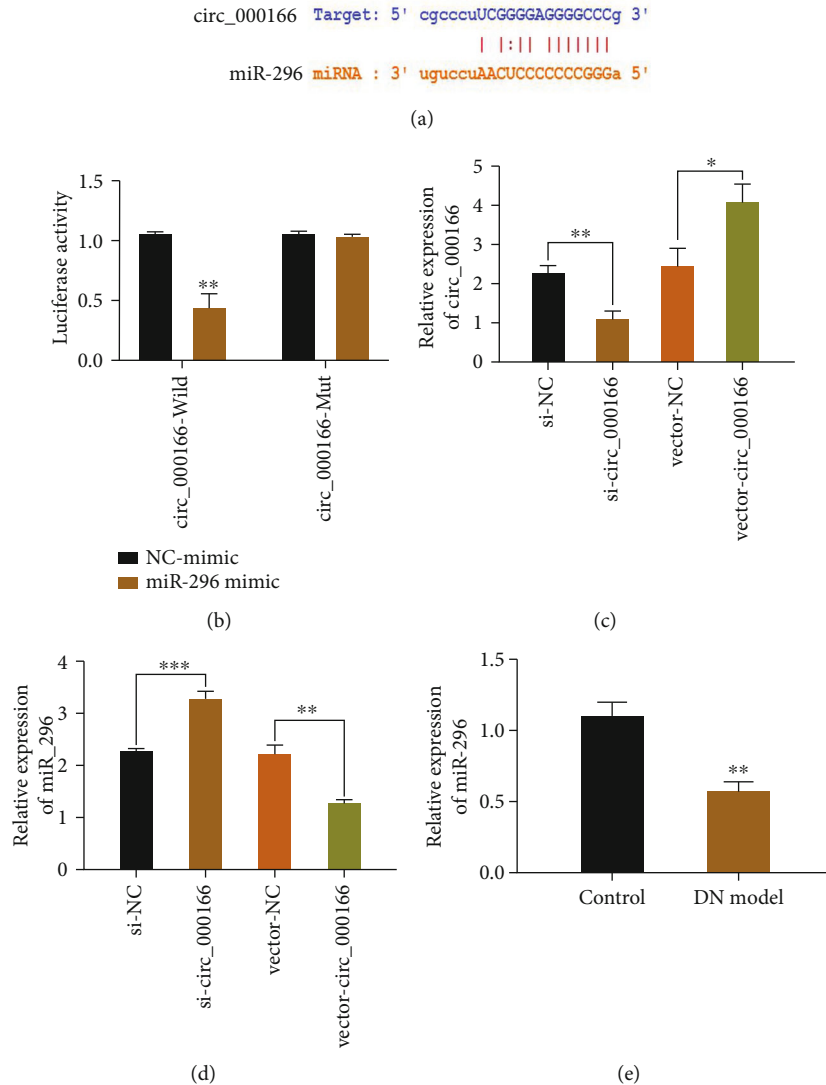 circ_000166 Target: 5' cgcccuUCGGGGAGGGGCCCg 3'
| |:|| |||||||
miR-296 miRNA : 3' uguccuAACUCCCCCCCGGGa 5'
(a)
Luciferase activity
1.5
1.0
0.5
0.0
**
circ_000166-Wild
circ_000166-Mut
NC-mimic
miR-296 mimic
(b)
Relative expression
of circ_000166
5
4
3
2
1
0
**
*
si-NC
si-circ_000166
vector-NC
vector-circ_000166
(c)
Relative expression
of miR_296
4
3
2
1
0
***
**
si-NC
si-circ_000166
vector-NC
vector-circ_000166
(d)
Relative expression
of miR-296
1.5
1.0
0.5
0.0
**
Control DN model
(e)